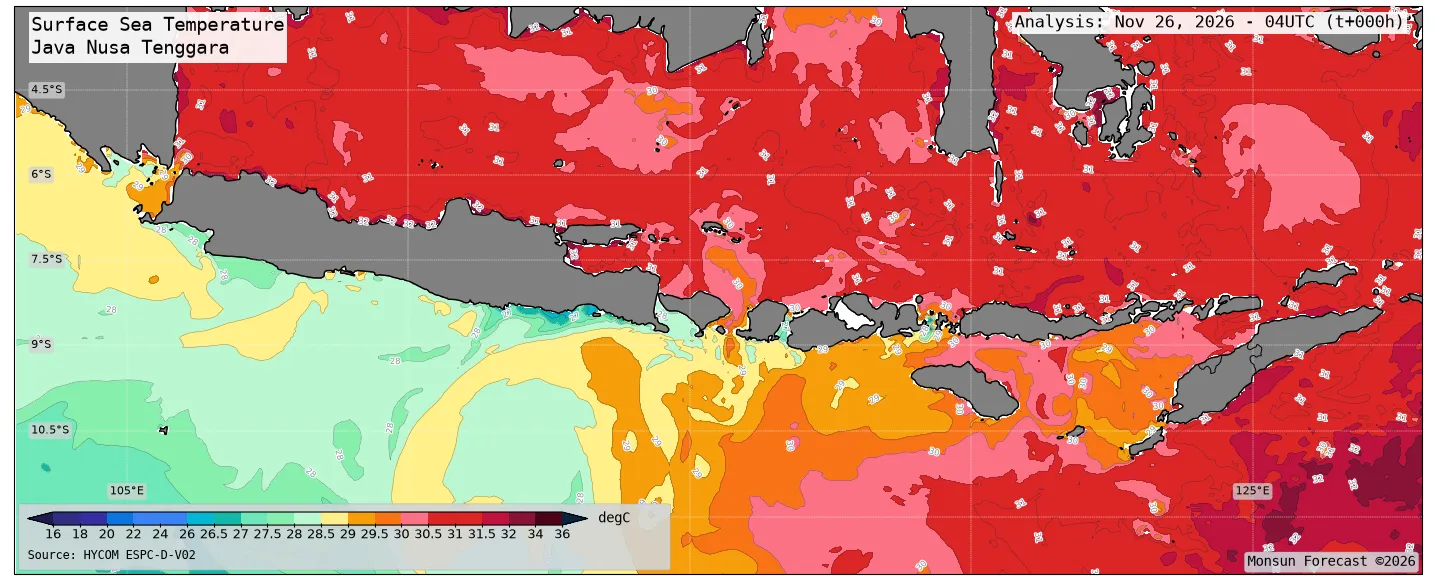 Surface Sea Temperature
Java Nusa Tenggara
Analysis: Nov 26, 2026 - 04UTC (t+000h)
4.5°S
6°S
7.5°S
9°S
10.5°S
105°E
125°E
degC
16 18 20 22 24 26 26.5 27 27.5 28 28.5 29 29.5 30 30.5 31 31.5 32 34 36
Source: HYCOM ESPC-D-V02
Monsun Forecast ©2026